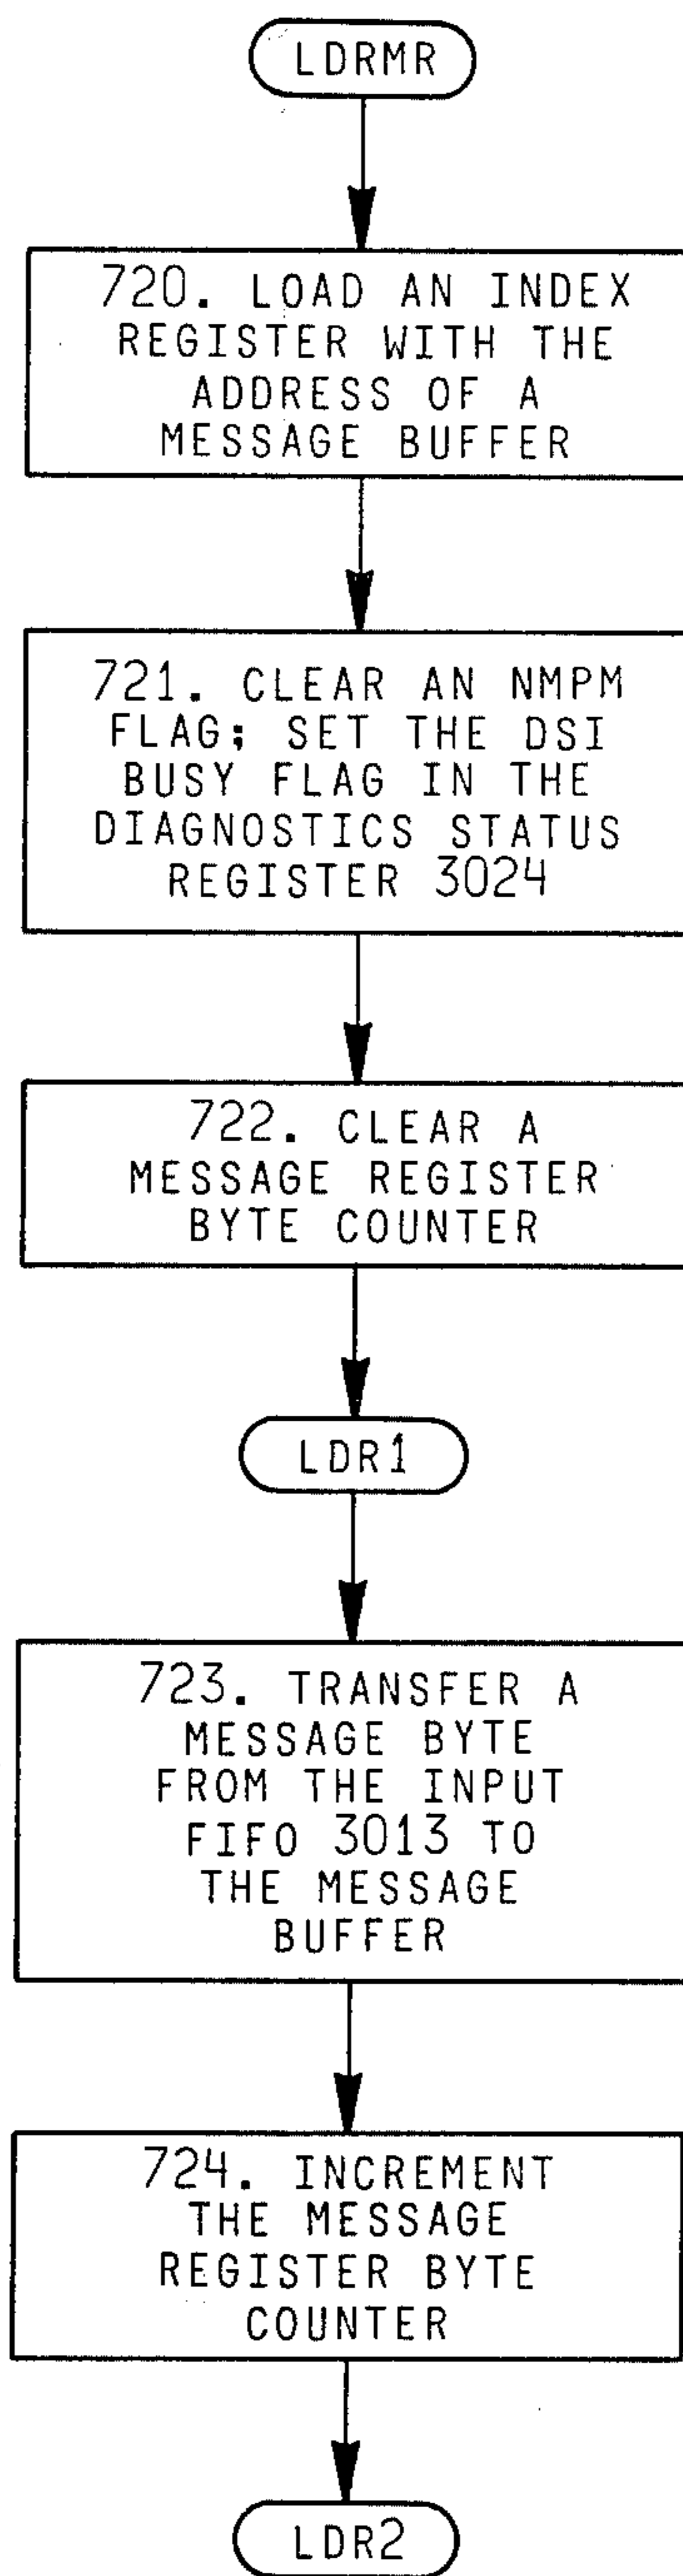 LDRMR
720. LOAD AN INDEX
REGISTER WITH THE
ADDRESS OF A
MESSAGE BUFFER
721. CLEAR AN NMPM
FLAG; SET THE DSI
BUSY FLAG IN THE
DIAGNOSTICS STATUS
REGISTER 3024
722. CLEAR A
MESSAGE REGISTER
BYTE COUNTER
LDR1
723. TRANSFER A
MESSAGE BYTE
FROM THE INPUT
FIFO 3013 TO
THE MESSAGE
BUFFER
724. INCREMENT
THE MESSAGE
REGISTER BYTE
COUNTER
LDR2